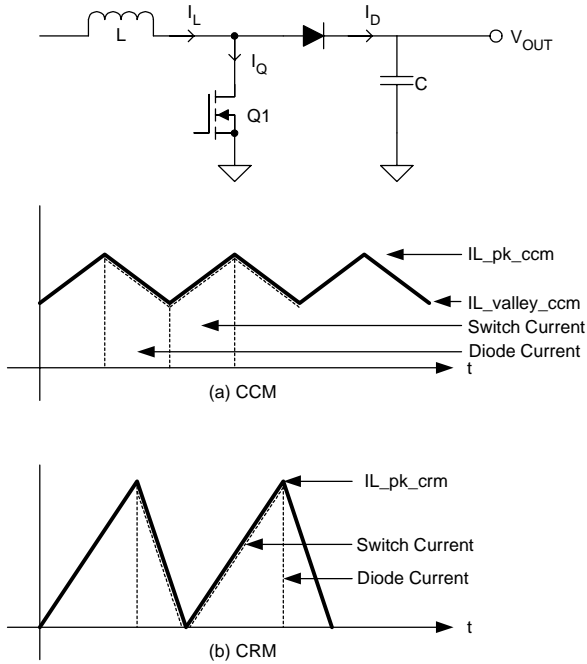 L
I_L
I_D
V_OUT
I_Q
C
Q1
IL_pk_ccm
IL_valley_ccm
Switch Current
Diode Current
t
(a) CCM
IL_pk_crm
Switch Current
Diode Current
t
(b) CRM